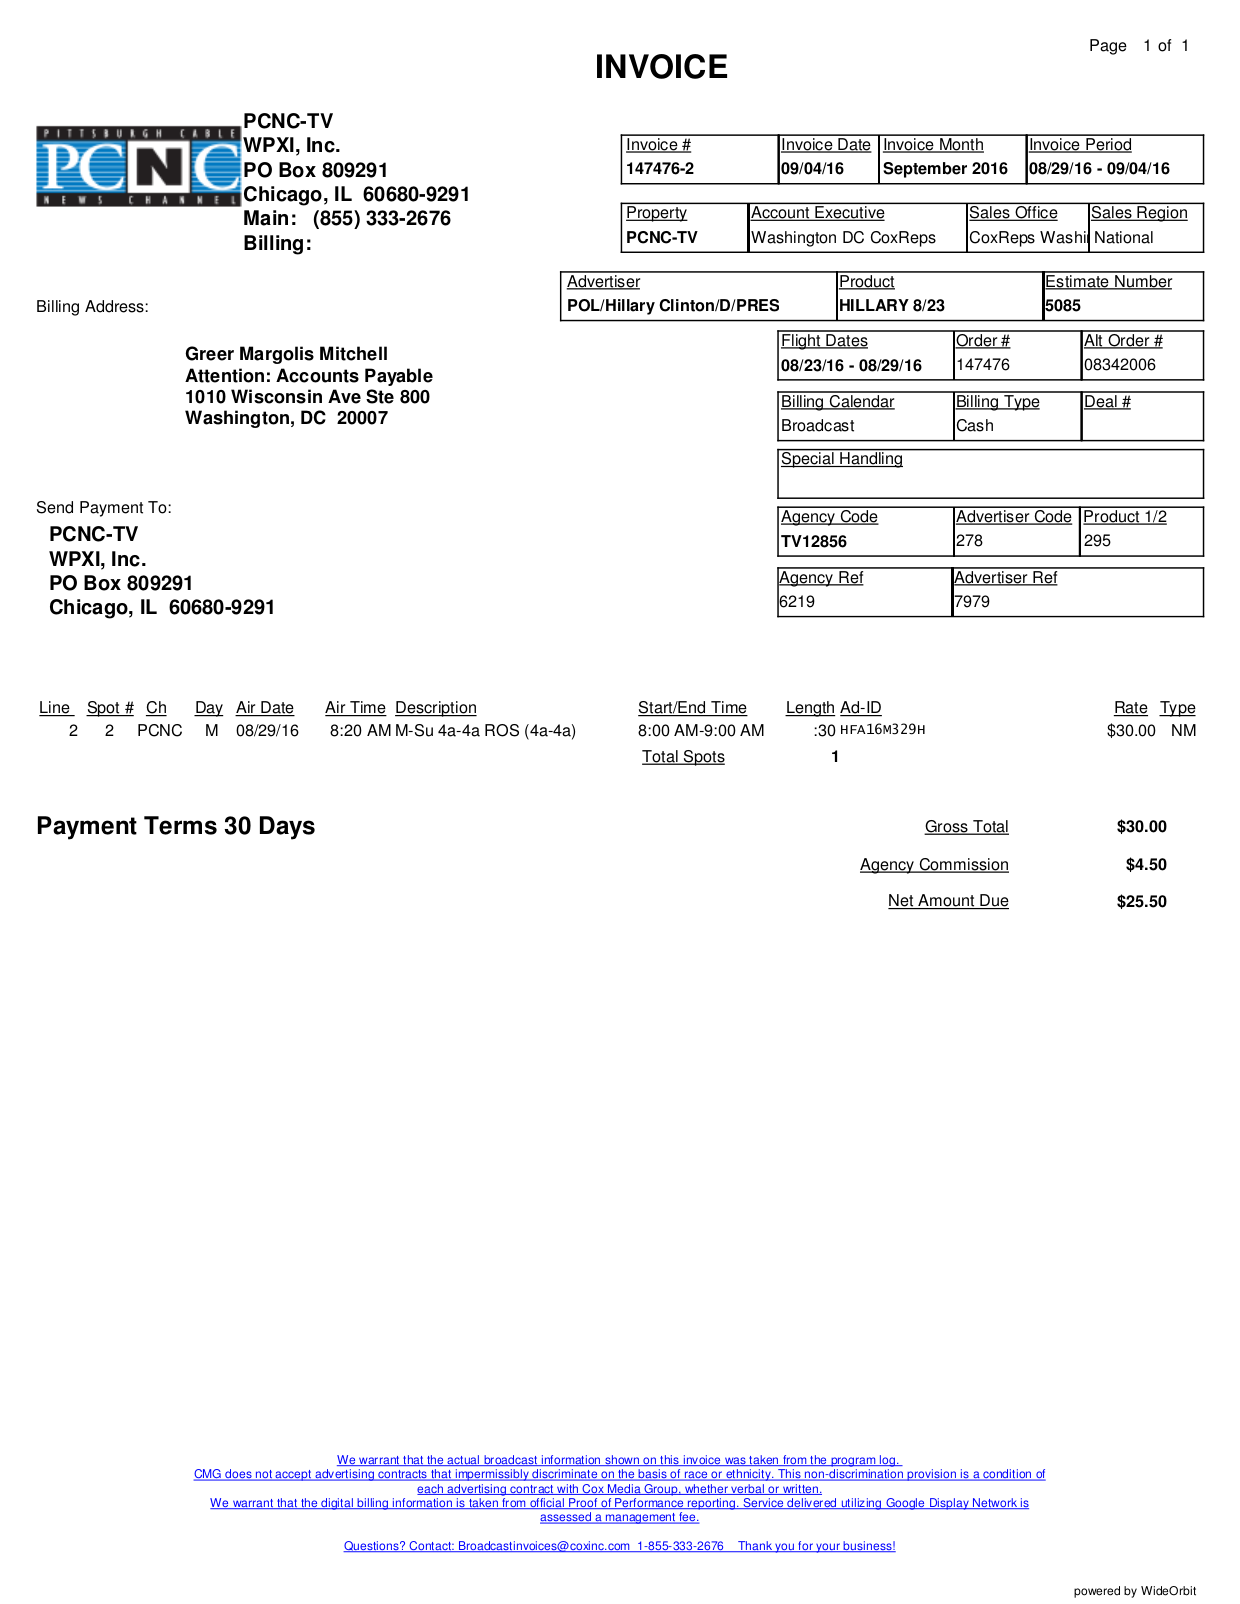 Page 1 of 1
INVOICE
PITTSBURGH CABLE
PCNC
NEWS CHANNEL
PCNC-TV
WPXI, Inc.
PO Box 809291
Chicago, IL 60680-9291
Main: (855) 333-2676
Billing:
Invoice # Invoice Date Invoice Month Invoice Period
147476-2 09/04/16 September 2016 08/29/16 - 09/04/16
Property Account Executive Sales Office Sales Region
PCNC-TV Washington DC CoxReps CoxReps Washi National
Advertiser Product Estimate Number
POL/Hillary Clinton/D/PRES HILLARY 8/23 5085
Billing Address:
Greer Margolis Mitchell
Attention: Accounts Payable
1010 Wisconsin Ave Ste 800
Washington, DC 20007
Flight Dates Order # Alt Order #
08/23/16 - 08/29/16 147476 08342006
Billing Calendar Billing Type Deal #
Broadcast Cash
Special Handling
Agency Code Advertiser Code Product 1/2
TV12856 278 295
Agency Ref Advertiser Ref
6219 7979
Send Payment To:
PCNC-TV
WPXI, Inc.
PO Box 809291
Chicago, IL 60680-9291
Line Spot # Ch Day Air Date Air Time Description Start/End Time Length Ad-ID Rate Type
2 2 PCNC M 08/29/16 8:20 AM M-Su 4a-4a ROS (4a-4a) 8:00 AM-9:00 AM :30 HFA16M329H $30.00 NM
Total Spots 1
Payment Terms 30 Days
Gross Total $30.00
Agency Commission $4.50
Net Amount Due $25.50
We warrant that the actual broadcast information shown on this invoice was taken from the program log.
CMG does not accept advertising contracts that impermissibly discriminate on the basis of race or ethnicity. This non-discrimination provision is a condition of
each advertising contract with Cox Media Group, whether verbal or written.
We warrant that the digital billing information is taken from official Proof of Performance reporting. Service delivered utilizing Google Display Network is
assessed a management fee.
Questions? Contact: Broadcastinvoices@coxinc.com 1-855-333-2676 Thank you for your business!
powered by WideOrbit